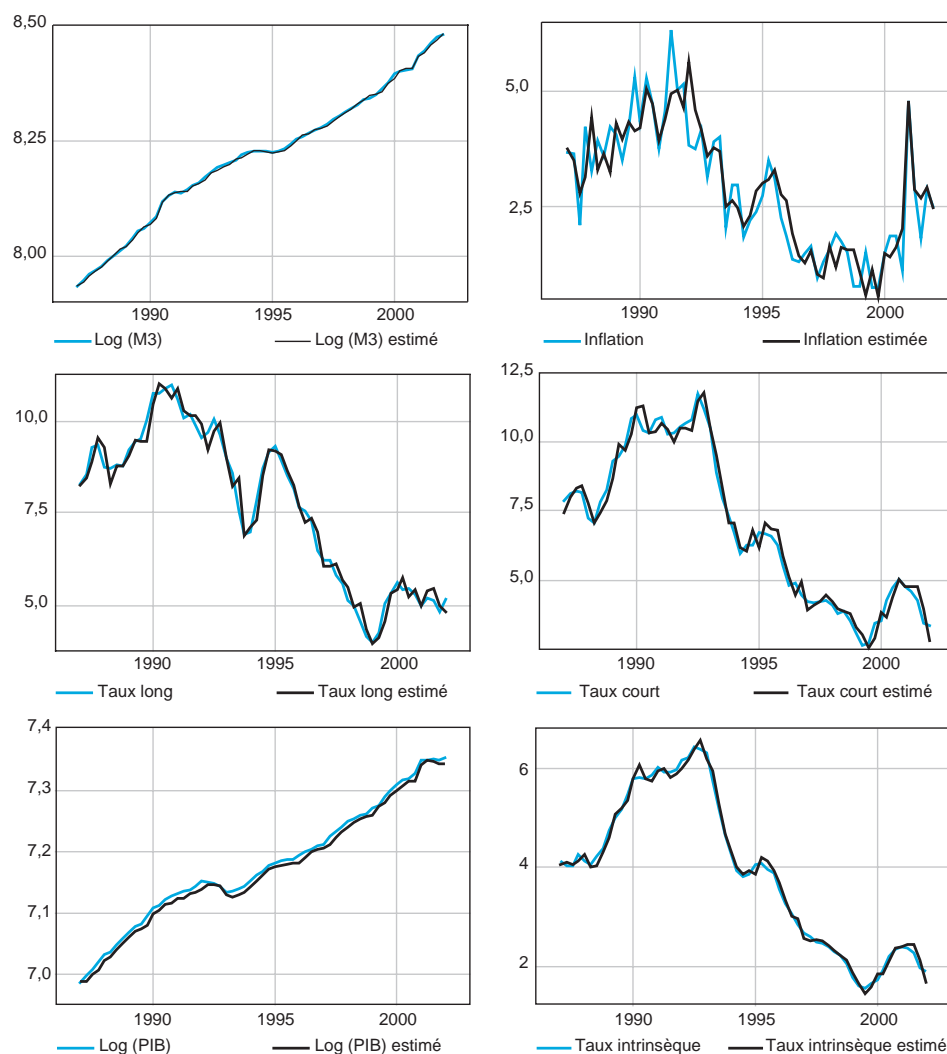 8,50
8,25
8,00
1990 1995 2000
Log (M3) Log (M3) estimé
5,0
2,5
1990 1995 2000
Inflation Inflation estimée
10,0
7,5
5,0
1990 1995 2000
Taux long Taux long estimé
12,5
10,0
7,5
5,0
1990 1995 2000
Taux court Taux court estimé
7,4
7,3
7,2
7,1
7,0
1990 1995 2000
Log (PIB) Log (PIB) estimé
6
4
2
1990 1995 2000
Taux intrinsèque Taux intrinsèque estimé